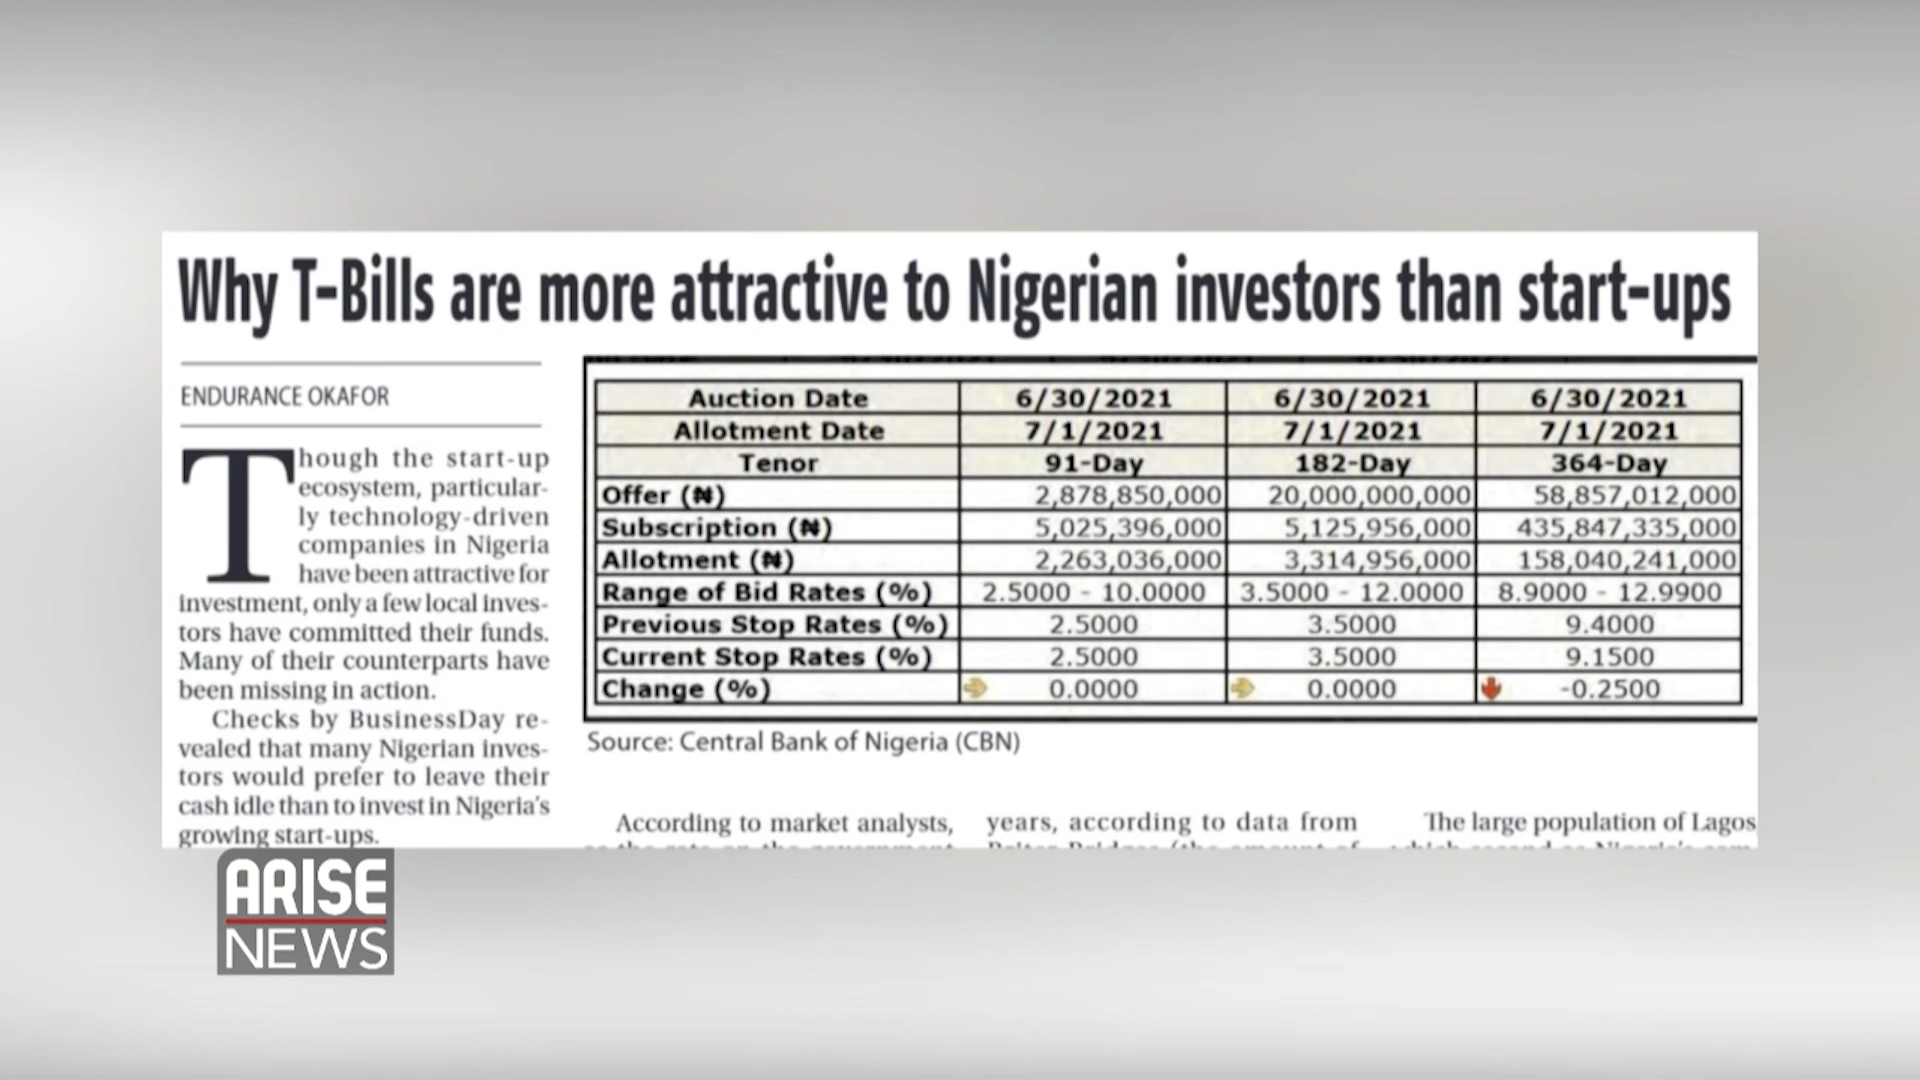 Why T-Bills are more attractive to Nigerian investors than start-ups
ENDURANCE OKAFOR
Though the start-up
ecosystem, particular-
ly technology-driven
companies in Nigeria
have been attractive for
investment, only a few local inves-
tors have committed their funds.
Many of their counterparts have
been missing in action.
Checks by BusinessDay re-
vealed that many Nigerian inves-
tors would prefer to leave their
cash idle than to invest in Nigeria's
growing start-ups.
Auction Date 6/30/2021 6/30/2021 6/30/2021
Allotment Date 7/1/2021 7/1/2021 7/1/2021
Tenor 91-Day 182-Day 364-Day
Offer (₦) 2,878,850,000 20,000,000,000 58,857,012,000
Subscription (₦) 5,025,396,000 5,125,956,000 435,847,335,000
Allotment (₦) 2,263,036,000 3,314,956,000 158,040,241,000
Range of Bid Rates (%) 2.5000 - 10.0000 3.5000 - 12.0000 8.9000 - 12.9900
Previous Stop Rates (%) 2.5000 3.5000 9.4000
Current Stop Rates (%) 2.5000 3.5000 9.1500
Change (%) 0.0000 0.0000 -0.2500
Source: Central Bank of Nigeria (CBN)
According to market analysts,
years, according to data from
The large population of Lagos
ARISE
NEWS